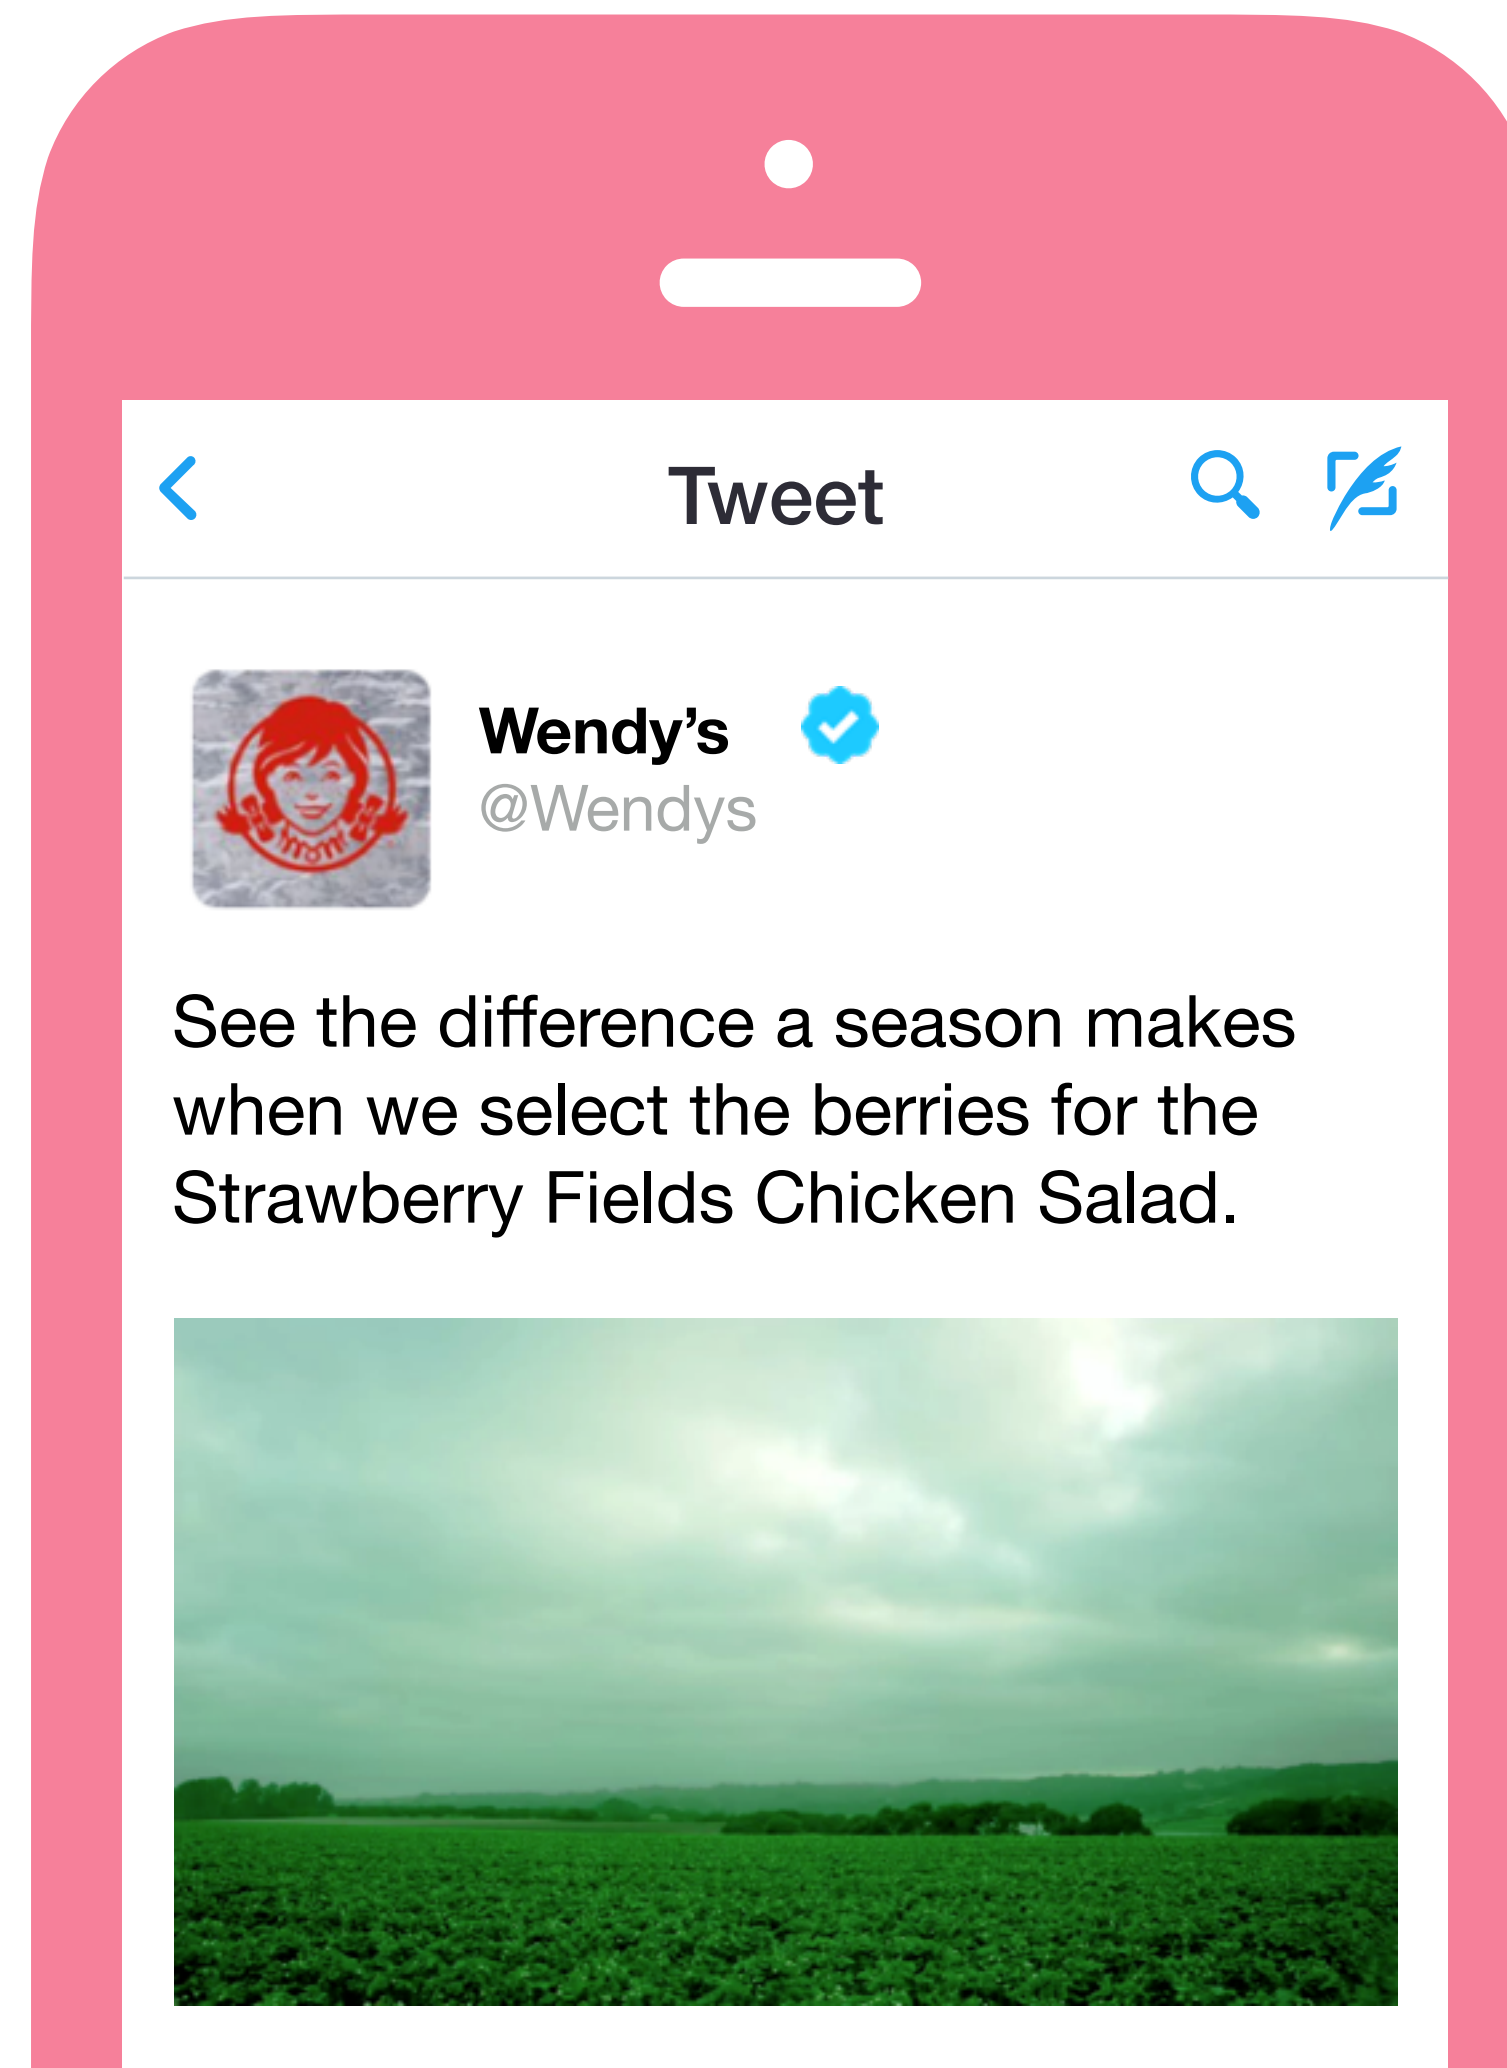 Tweet
Wendy’s
@Wendys
See the difference a season makes
when we select the berries for the
Strawberry Fields Chicken Salad.